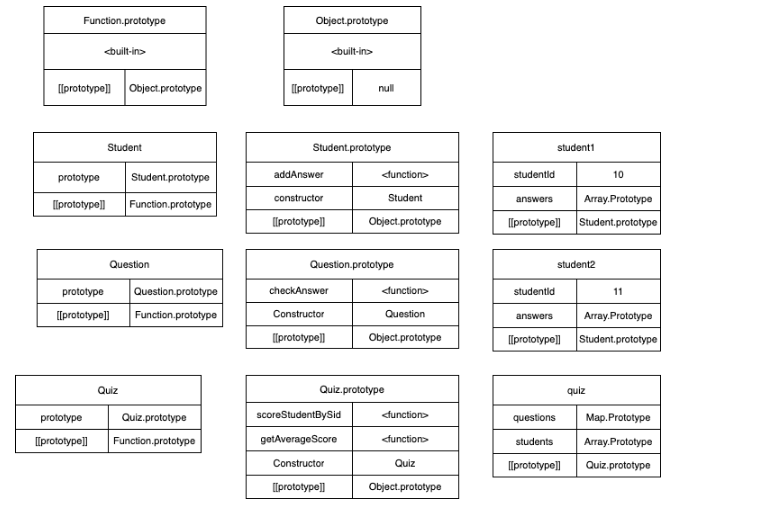 Function.prototype
<built-in>
[[prototype]] Object.prototype
Object.prototype
<built-in>
[[prototype]] null
Student
prototype Student.prototype
[[prototype]] Function.prototype
Student.prototype
addAnswer <function>
constructor Student
[[prototype]] Object.prototype
student1
studentId 10
answers Array.Prototype
[[prototype]] Student.prototype
Question
prototype Question.prototype
[[prototype]] Function.prototype
Question.prototype
checkAnswer <function>
Constructor Question
[[prototype]] Object.prototype
student2
studentId 11
answers Array.Prototype
[[prototype]] Student.prototype
Quiz
prototype Quiz.prototype
[[prototype]] Function.prototype
Quiz.prototype
scoreStudentBySid <function>
getAverageScore <function>
Constructor Quiz
[[prototype]] Object.prototype
quiz
questions Map.Prototype
students Array.Prototype
[[prototype]] Quiz.prototype